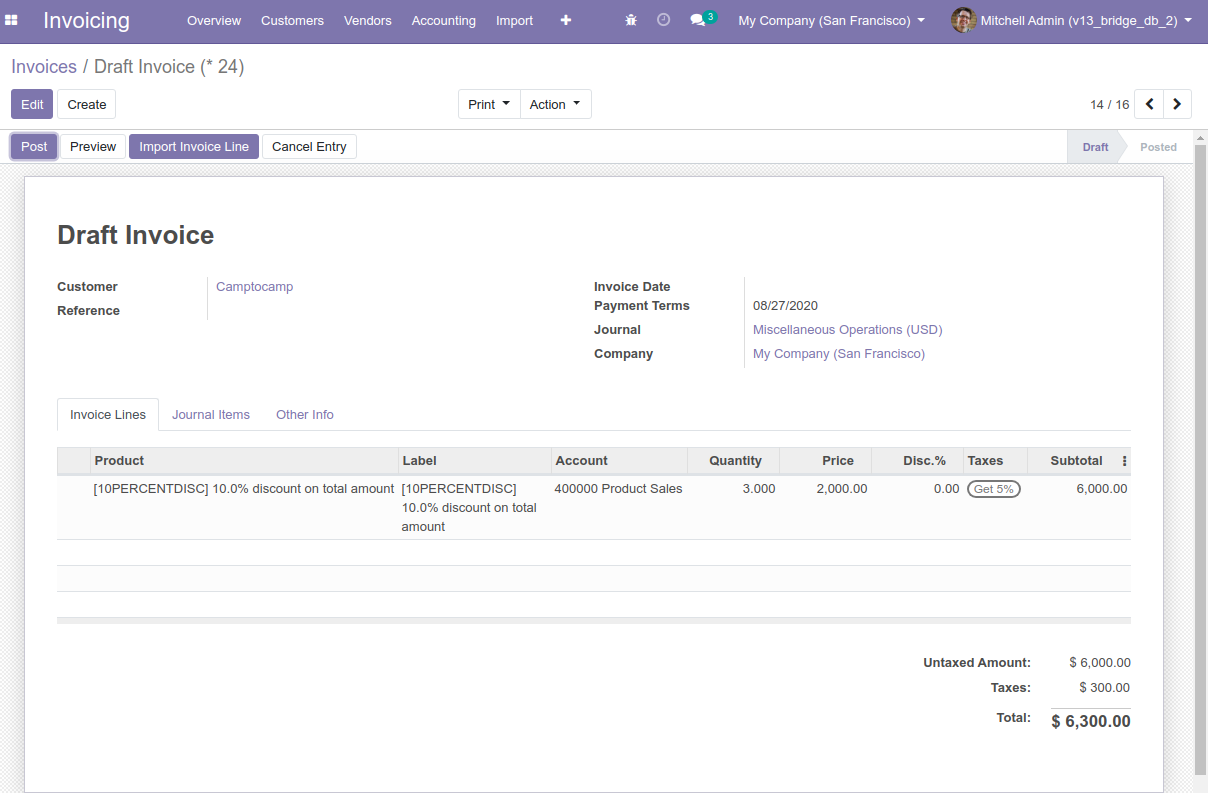 Invoicing Overview Customers Vendors Accounting Import 3 My Company (San Francisco) Mitchell Admin (v13_bridge_db_2)
Invoices / Draft Invoice (* 24)
Edit Create Print Action 14 / 16
Post Preview Import Invoice Line Cancel Entry Draft Posted
Draft Invoice
Customer Camptocamp
Reference
Invoice Date
Payment Terms 08/27/2020
Journal Miscellaneous Operations (USD)
Company My Company (San Francisco)
Invoice Lines Journal Items Other Info
Product Label Account Quantity Price Disc.% Taxes Subtotal
[10PERCENTDISC] 10.0% discount on total amount [10PERCENTDISC] 400000 Product Sales 3.000 2,000.00 0.00 Get 5% 6,000.00
10.0% discount on total
amount
Untaxed Amount: $ 6,000.00
Taxes: $ 300.00
Total: $ 6,300.00